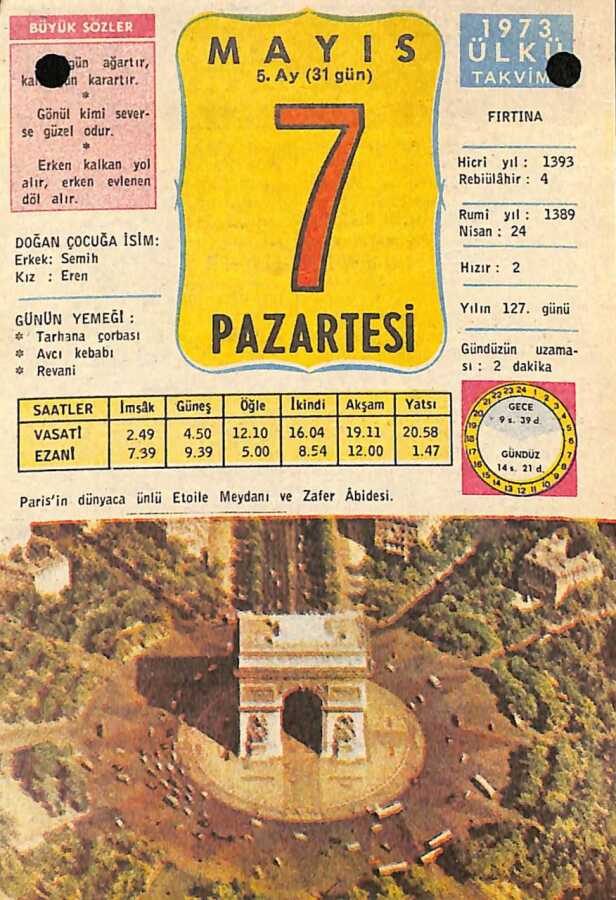 BÜYÜK SÖZLER
gün ağartır,
karartır.
*
Gönül kimi sever-
se güzel odur.
*
Erken kalkan yol
alır, erken evlenen
döl alır.
DOĞAN ÇOCUĞA İSİM:
Erkek: Semih
Kız : Eren
GÜNÜN YEMEĞİ :
* Tarhana çorbası
* Avcı kebabı
* Revani
MAYIS
5. Ay (31 gün)
7
PAZARTESİ
1973
ÜLKÜ
TAKVİM
FIRTINA
Hicri yıl : 1393
Rebiülâhir : 4
Rumî yıl : 1389
Nisan : 24
Hızır : 2
Yılın 127. günü
Gündüzün uzama-
sı : 2 dakika
SAATLER İmsâk Güneş Öğle İkindi Akşam Yatsı
VASATİ 2.49 4.50 12.10 16.04 19.11 20.58
EZANİ 7.39 9.39 5.00 8.54 12.00 1.47
GECE
9 s. 39 d.
GÜNDÜZ
14 s. 21 d.
Paris'in dünyaca ünlü Etoile Meydanı ve Zafer Âbidesi.